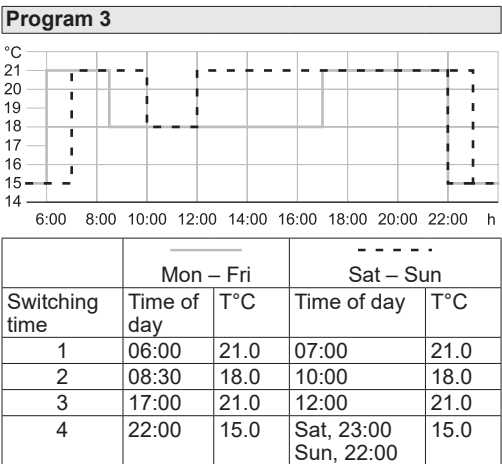 Program 3
°C
21
20
19
18
17
16
15
14
6:00 8:00 10:00 12:00 14:00 16:00 18:00 20:00 22:00 h
Mon – Fri Sat – Sun
Switching time Time of day T°C Time of day T°C
1 06:00 21.0 07:00 21.0
2 08:30 18.0 10:00 18.0
3 17:00 21.0 12:00 21.0
4 22:00 15.0 Sat, 23:00 15.0
Sun, 22:00